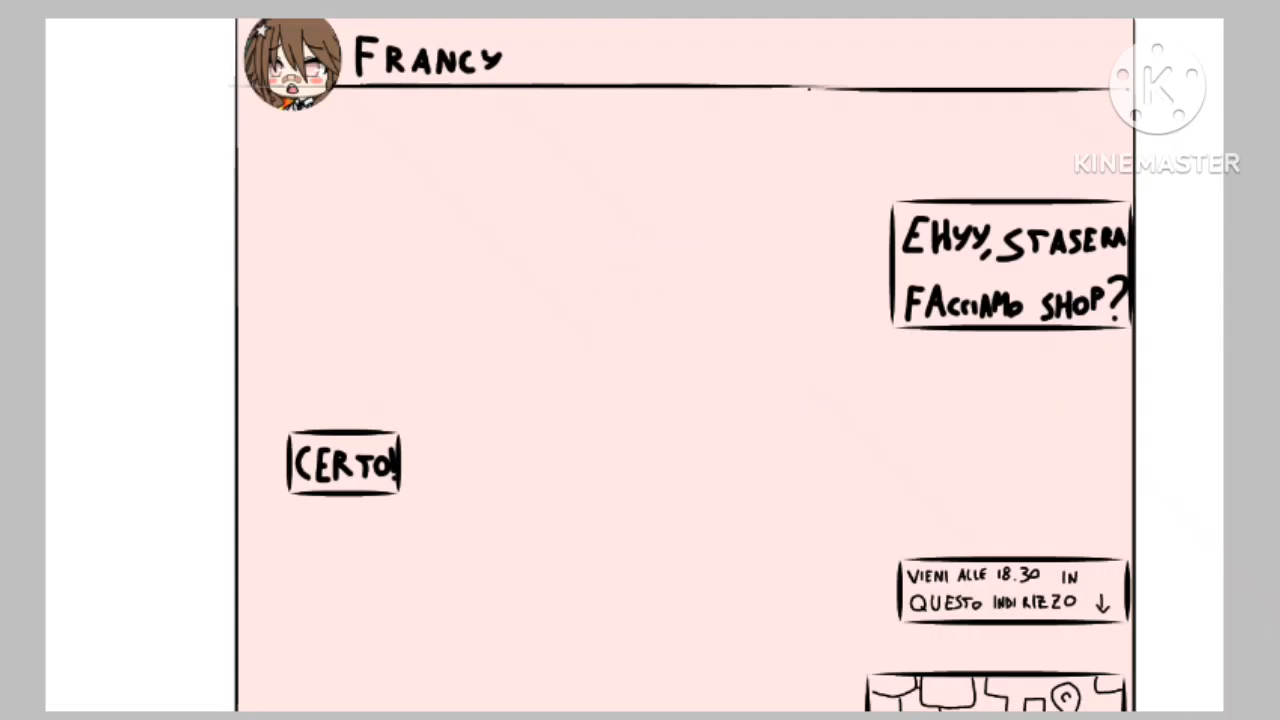 FRANCY
K
KINEMASTER
EHYY, STASERA
FACCIAMO SHOP?
CERTO!
VIENI ALLE 18.30 IN
QUESTO INDIRIZZO ↓